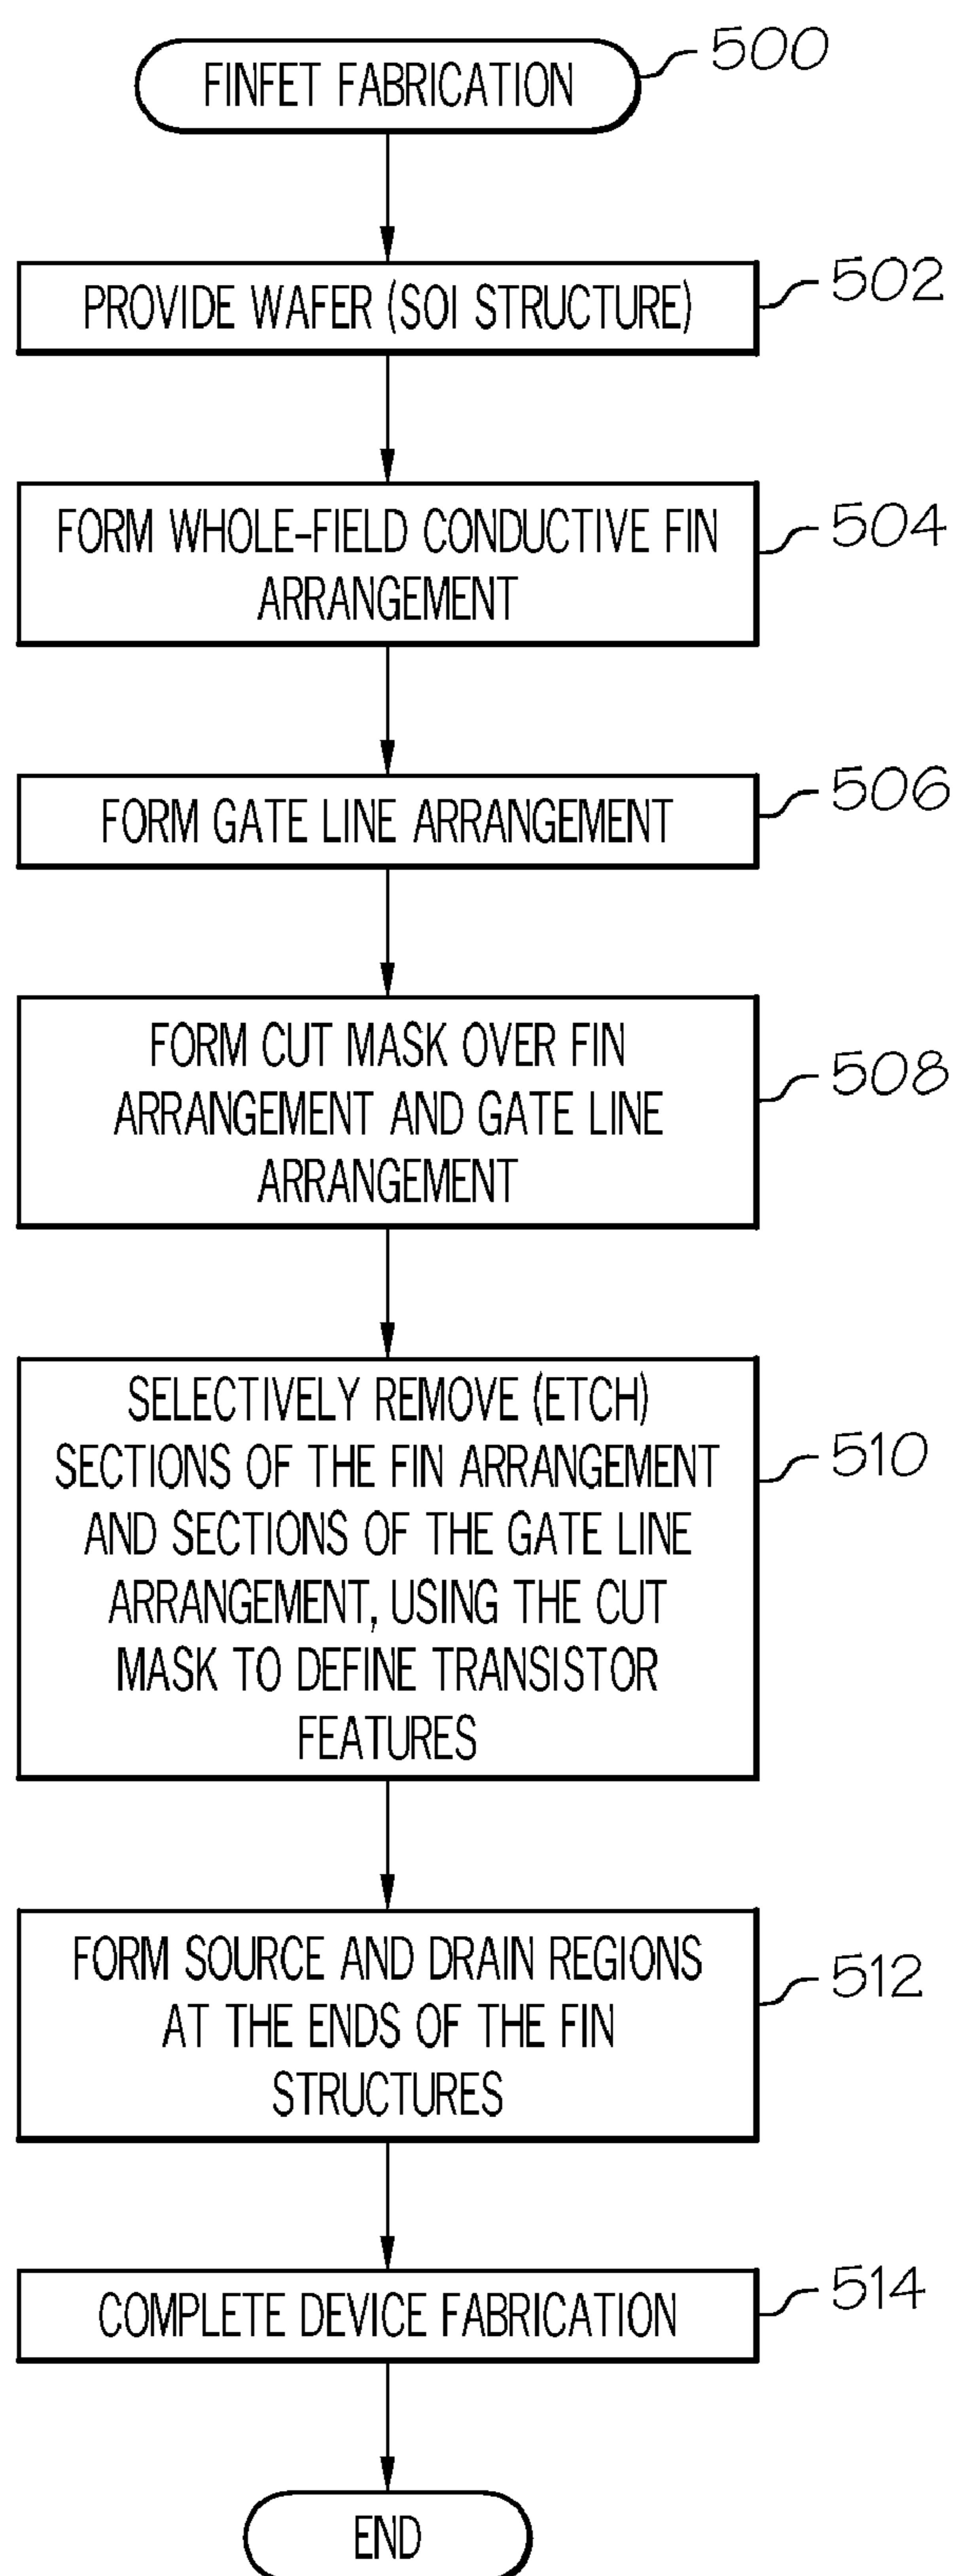 FINFET FABRICATION
500
PROVIDE WAFER (SOI STRUCTURE)
502
FORM WHOLE-FIELD CONDUCTIVE FIN
ARRANGEMENT
504
FORM GATE LINE ARRANGEMENT
506
FORM CUT MASK OVER FIN
ARRANGEMENT AND GATE LINE
ARRANGEMENT
508
SELECTIVELY REMOVE (ETCH)
SECTIONS OF THE FIN ARRANGEMENT
AND SECTIONS OF THE GATE LINE
ARRANGEMENT, USING THE CUT
MASK TO DEFINE TRANSISTOR
FEATURES
510
FORM SOURCE AND DRAIN REGIONS
AT THE ENDS OF THE FIN
STRUCTURES
512
COMPLETE DEVICE FABRICATION
514
END